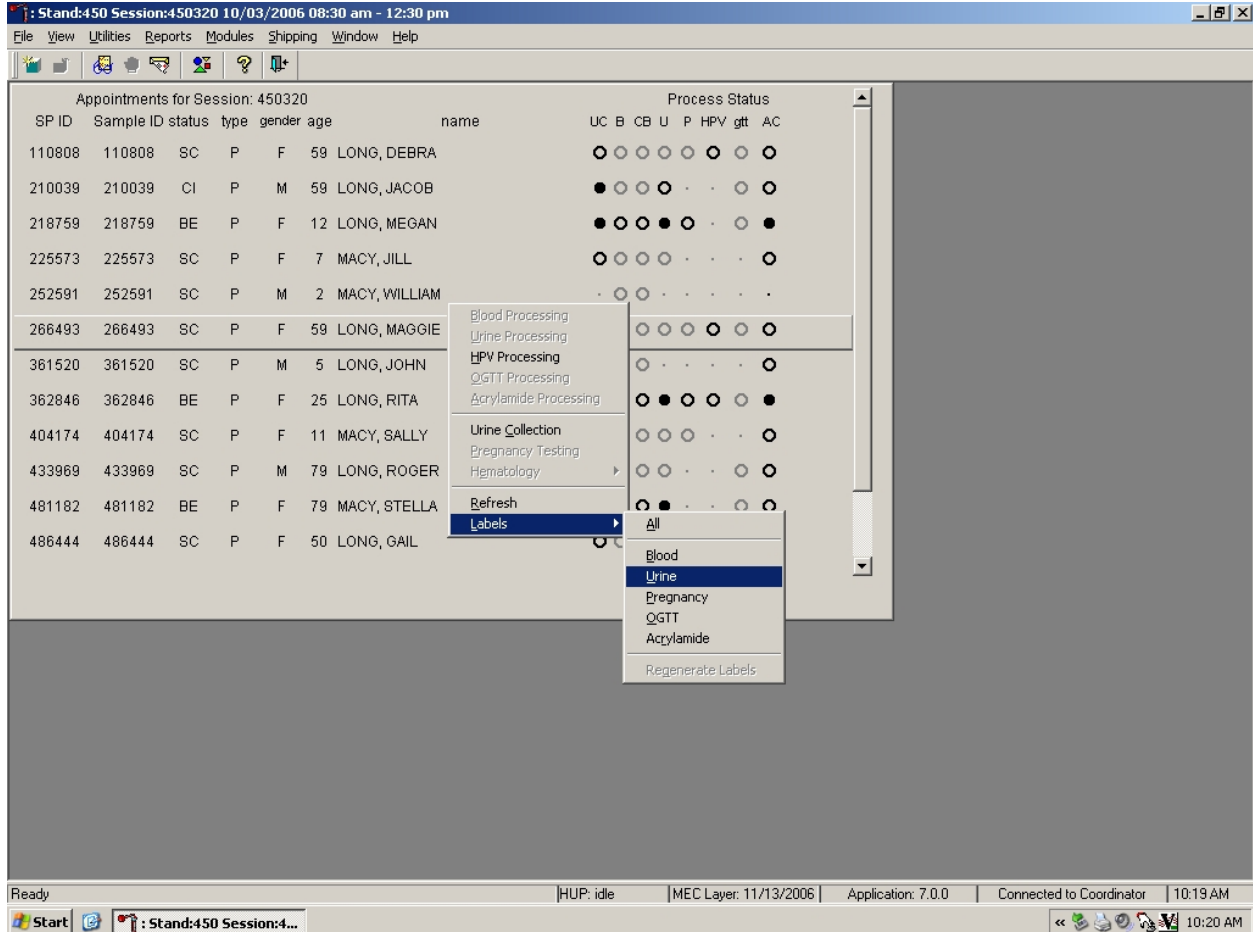 : Stand:450 Session:450320 10/03/2006 08:30 am - 12:30 pm
File View Utilities Reports Modules Shipping Window Help
Appointments for Session: 450320 Process Status
SP ID Sample ID status type gender age name UC B CB U P HPV gtt AC
110808 110808 SC P F 59 LONG, DEBRA
210039 210039 CI P M 59 LONG, JACOB
218759 218759 BE P F 12 LONG, MEGAN
225573 225573 SC P F 7 MACY, JILL
252591 252591 SC P M 2 MACY, WILLIAM
266493 266493 SC P F 59 LONG, MAGGIE
361520 361520 SC P M 5 LONG, JOHN
362846 362846 BE P F 25 LONG, RITA
404174 404174 SC P F 11 MACY, SALLY
433969 433969 SC P M 79 LONG, ROGER
481182 481182 BE P F 79 MACY, STELLA
486444 486444 SC P F 50 LONG, GAIL
Blood Processing
Urine Processing
HPV Processing
OGTT Processing
Acrylamide Processing
Urine Collection
Pregnancy Testing
Hematology
Refresh
Labels
All
Blood
Urine
Pregnancy
OGTT
Acrylamide
Regenerate Labels
Ready HUP: idle MEC Layer: 11/13/2006 Application: 7.0.0 Connected to Coordinator 10:19 AM
Start : Stand:450 Session:4... 10:20 AM